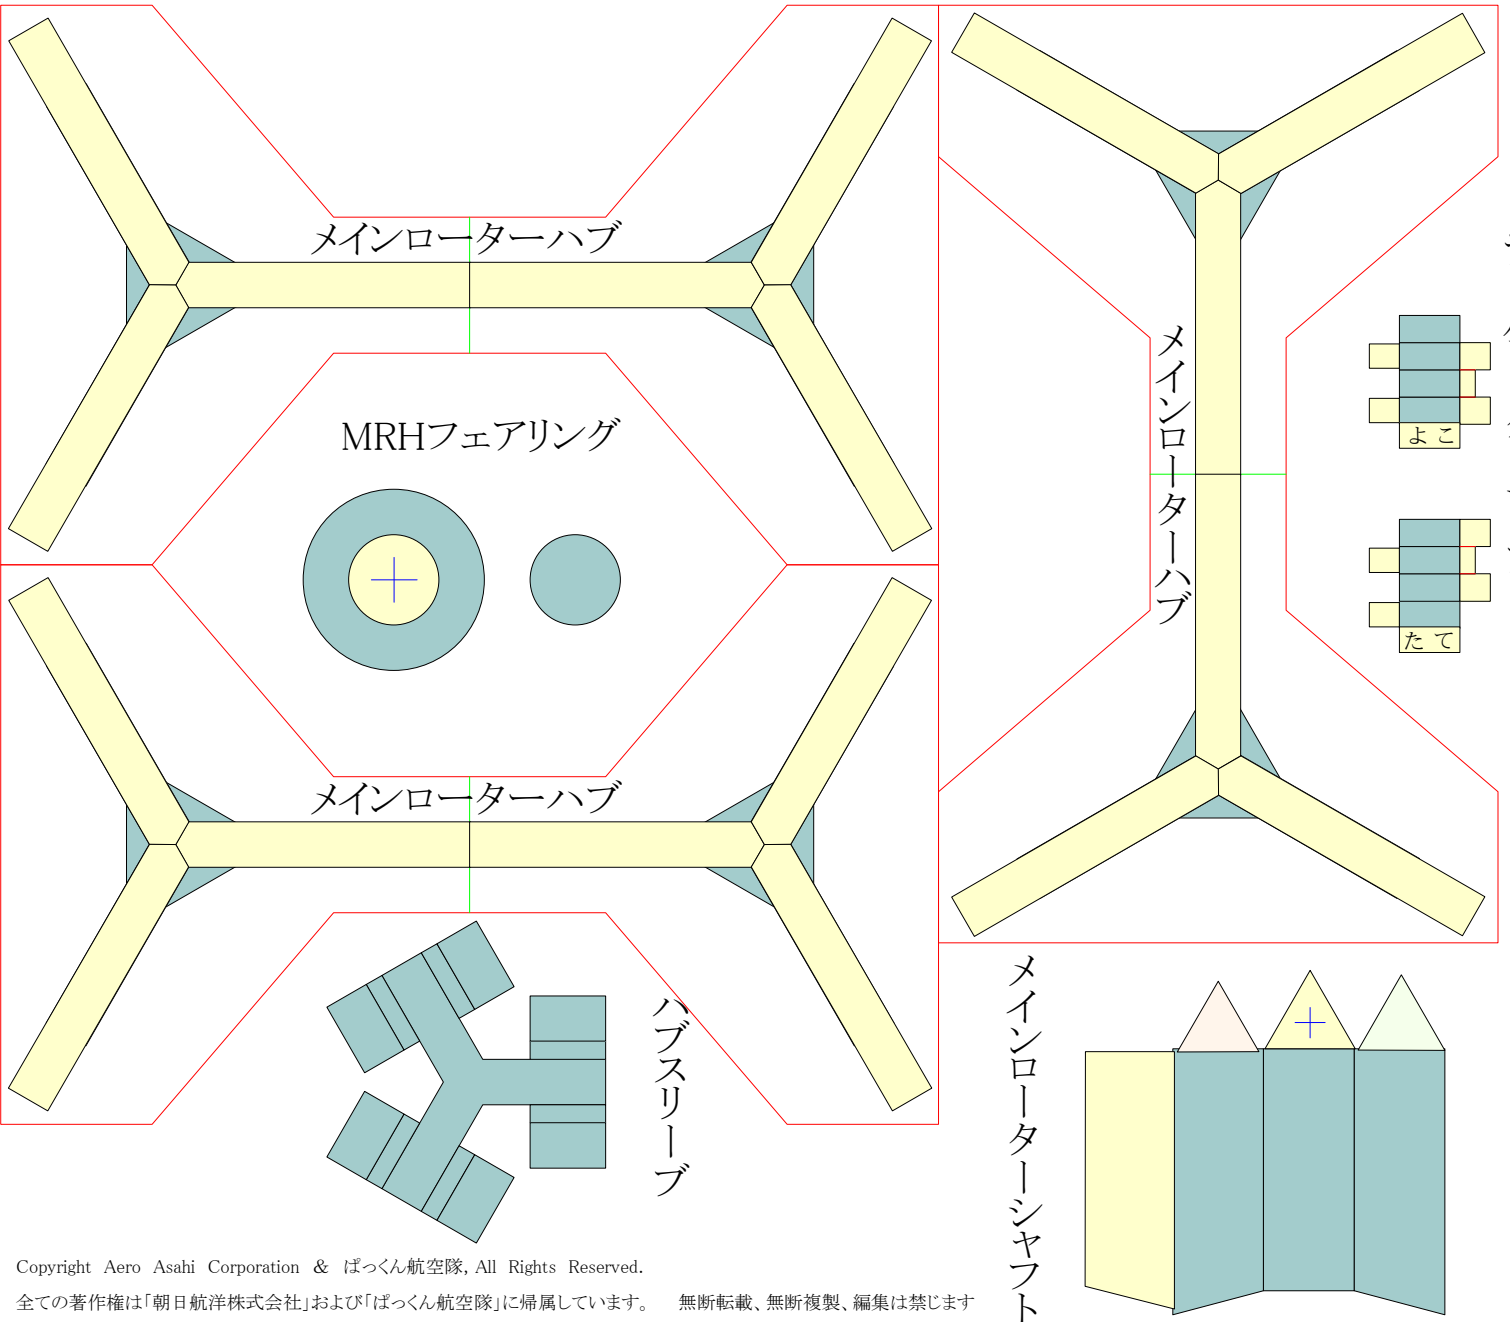 メインローターハブ
MRHフェアリング
メインローターハブ
よこ
たて
メインローターハブ
ハブスリーブ
メインローターシャフト
Copyright Aero Asahi Corporation & ぱっくん航空隊, All Rights Reserved.
全ての著作権は「朝日航洋株式会社」および「ぱっくん航空隊」に帰属しています。 無断転載、無断複製、編集は禁じます